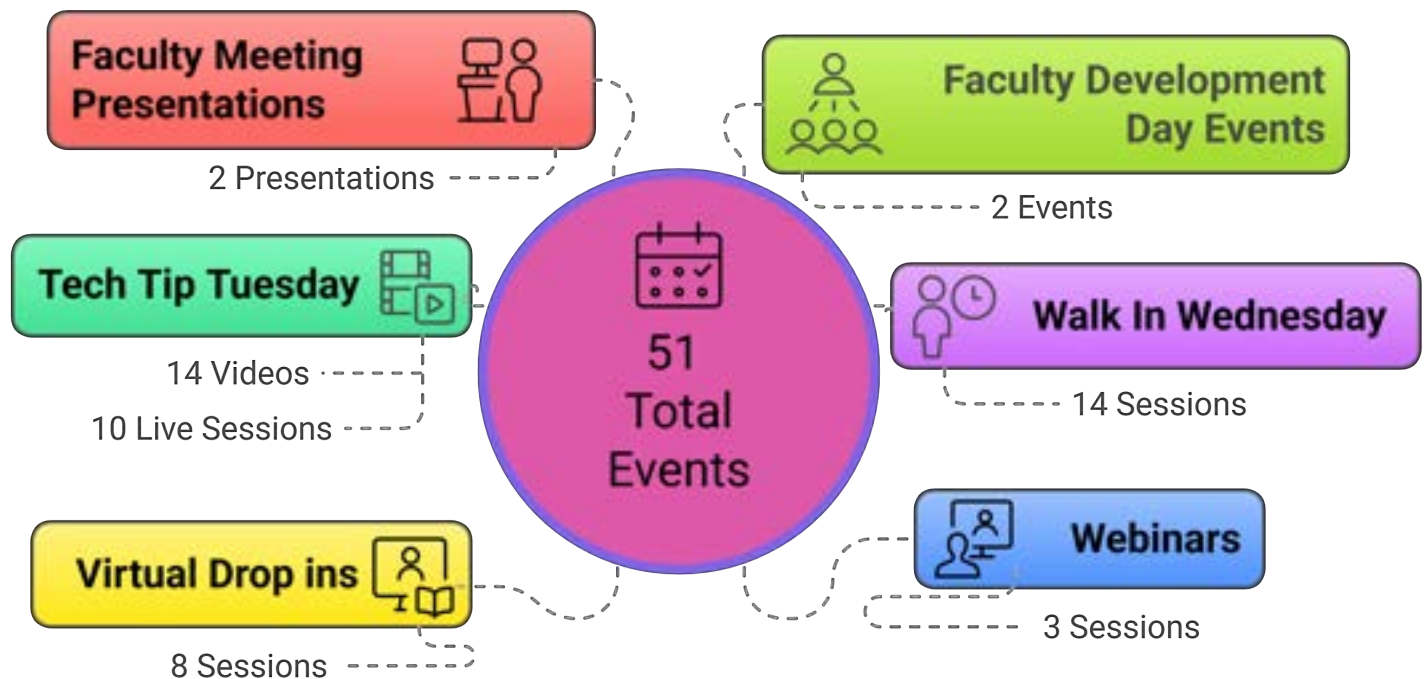 Faculty Meeting
Presentations
2 Presentations
Faculty Development
Day Events
2 Events
Tech Tip Tuesday
14 Videos
10 Live Sessions
51
Total
Events
Walk In Wednesday
14 Sessions
Virtual Drop ins
8 Sessions
Webinars
3 Sessions